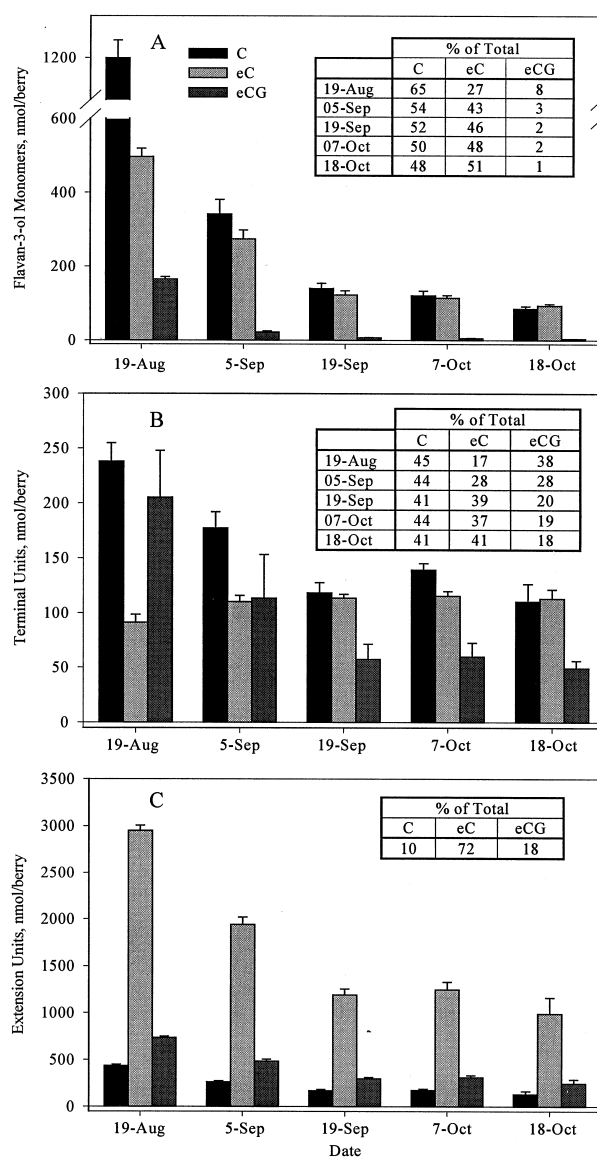 A
C
eC
eCG
% of Total
C eC eCG
19-Aug 65 27 8
05-Sep 54 43 3
19-Sep 52 46 2
07-Oct 50 48 2
18-Oct 48 51 1
Flavan-3-ol Monomers, nmol/berry
1200
600
400
200
0
19-Aug 5-Sep 19-Sep 7-Oct 18-Oct
B
% of Total
C eC eCG
19-Aug 45 17 38
05-Sep 44 28 28
19-Sep 41 39 20
07-Oct 44 37 19
18-Oct 41 41 18
Terminal Units, nmol/berry
300
250
200
150
100
50
0
19-Aug 5-Sep 19-Sep 7-Oct 18-Oct
C
% of Total
C eC eCG
10 72 18
Extension Units, nmol/berry
3500
3000
2500
2000
1500
1000
500
0
19-Aug 5-Sep 19-Sep 7-Oct 18-Oct
Date